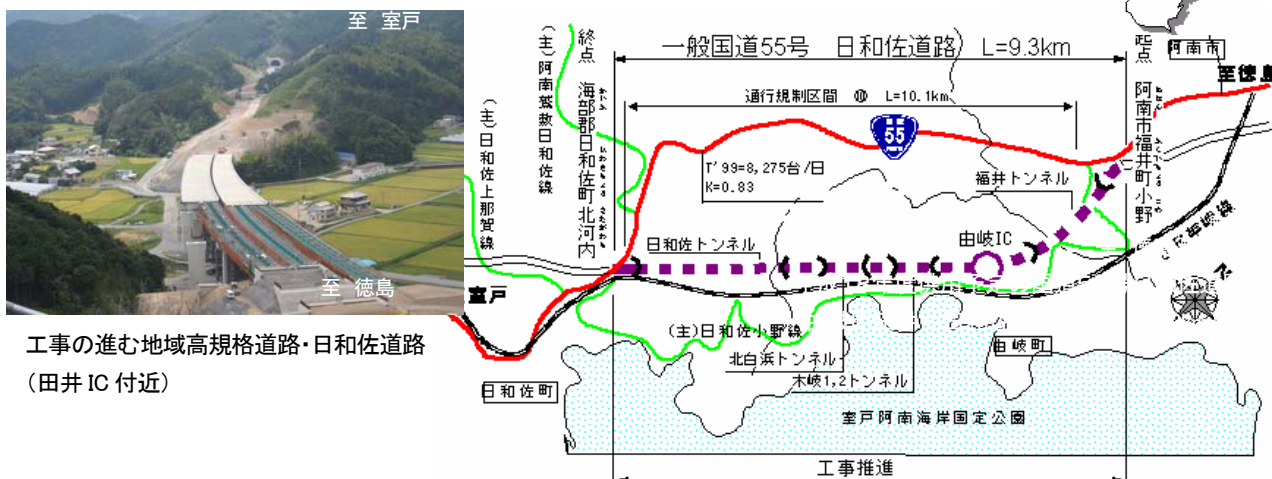 至 室戸
至 徳島
工事の進む地域高規格道路・日和佐道路
（田井 IC 付近）
一般国道55号 日和佐道路 L=9.3km
通行規制区間 ⑩ L=10.1km
終点 海部郡日和佐町北河内
起点 阿南市福井町小野
阿南市
至徳島
(主)阿南鷲敷日和佐線
(主)日和佐上那賀線
55
T'99=8,275台/日
K=0.83
福井トンネル
日和佐トンネル
由岐IC
JR牟岐線
室戸
(主)日和佐小野線
北白浜トンネル
木岐1,2トンネル
由岐町
日和佐町
室戸阿南海岸国定公園
工事推進